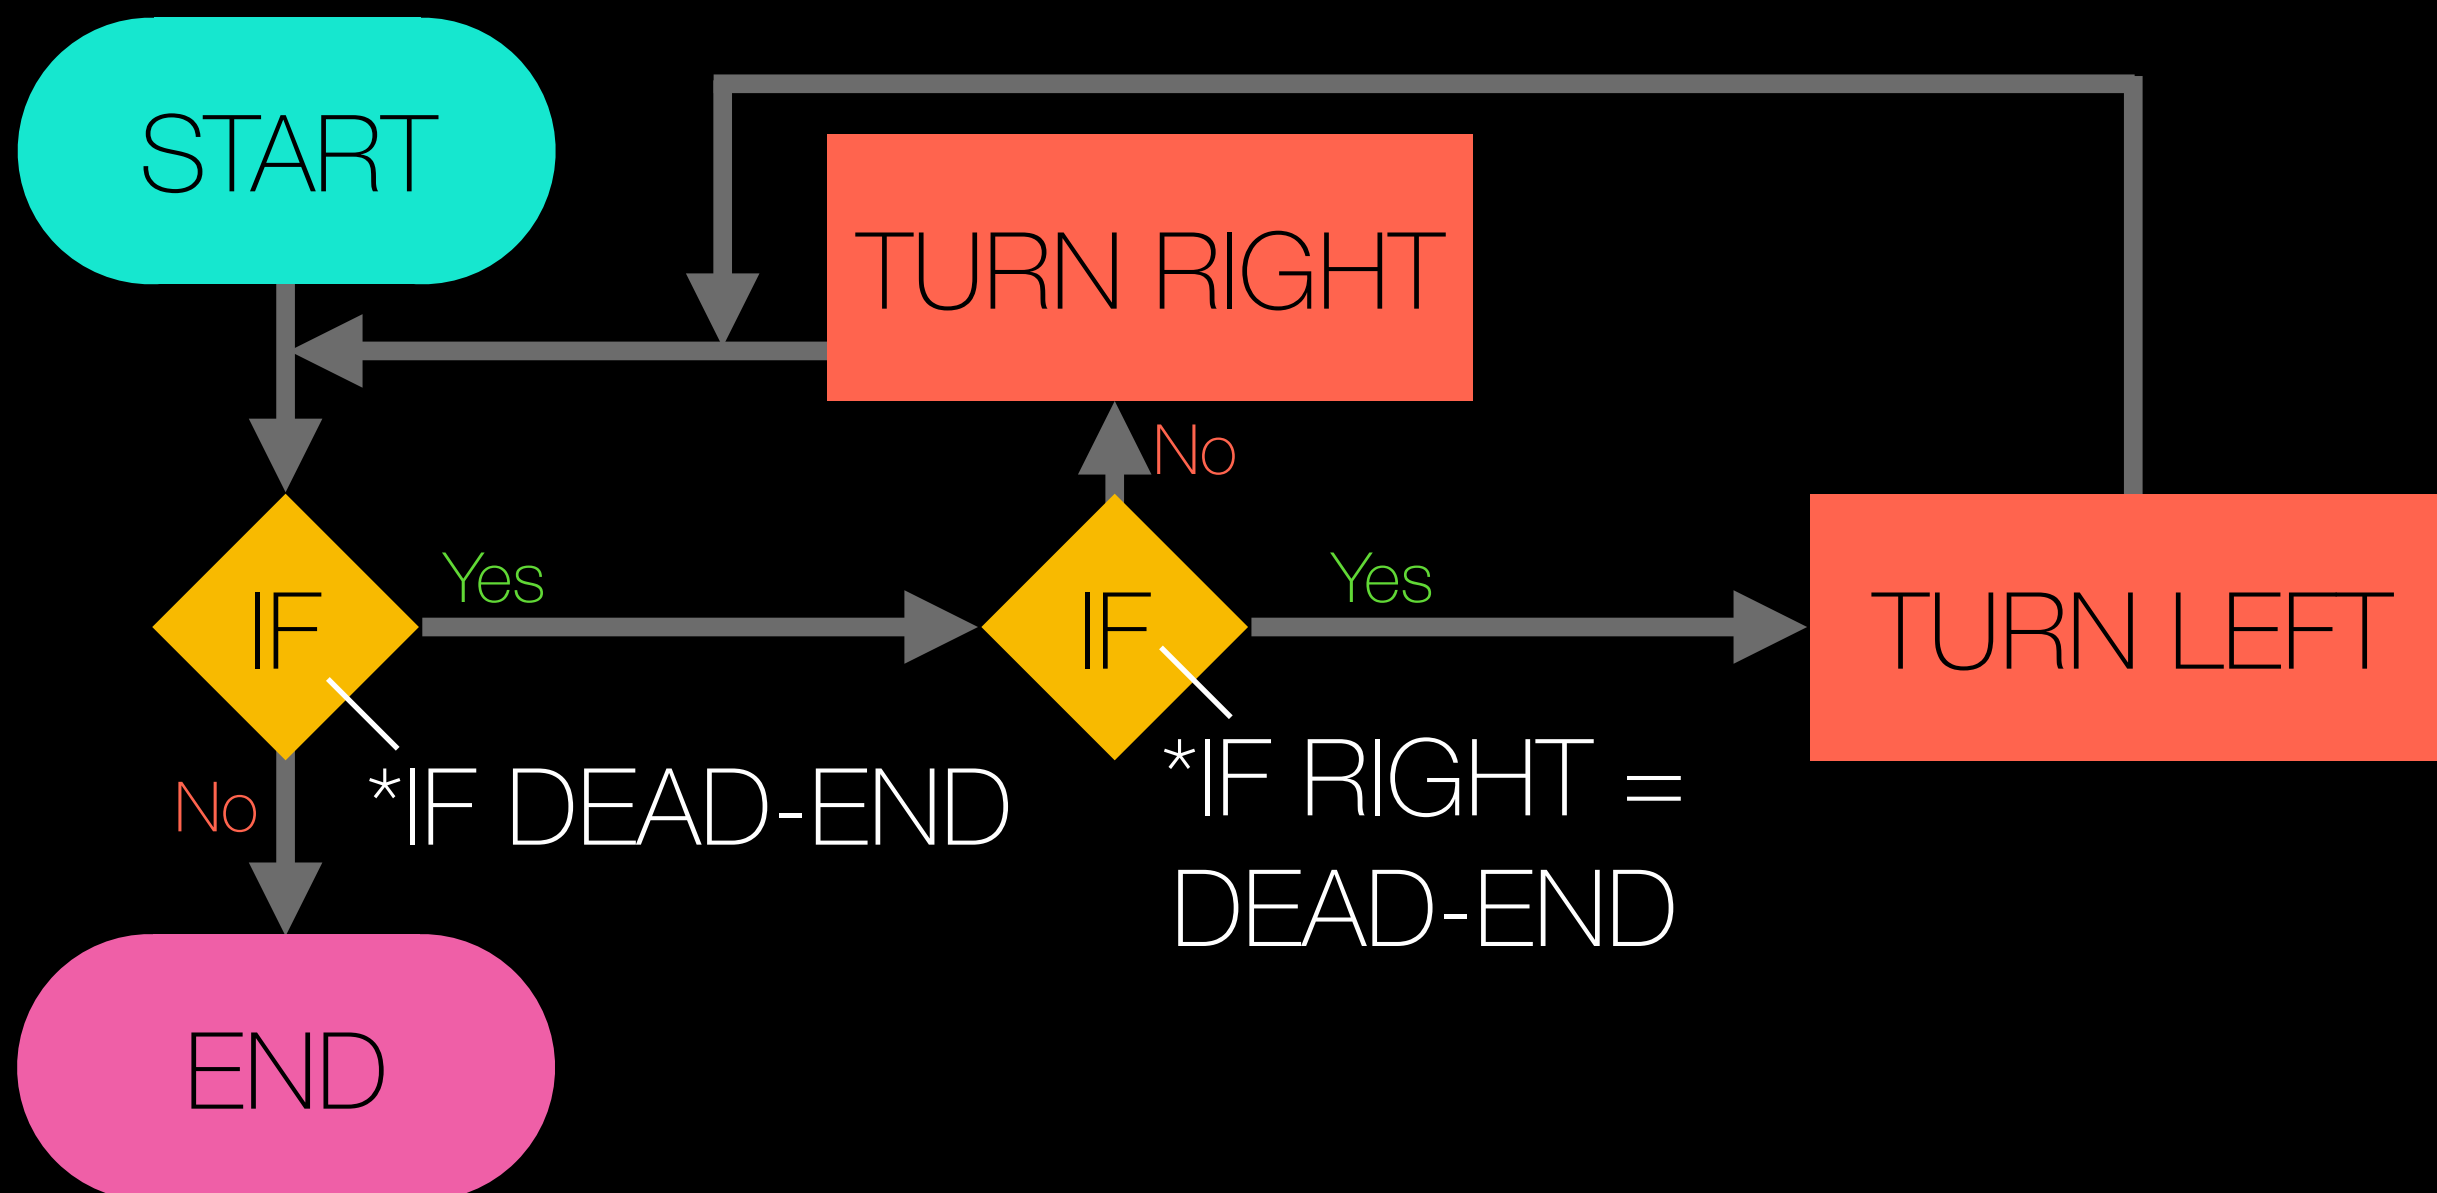 START
TURN RIGHT
No
IF
Yes
IF
Yes
TURN LEFT
No
*IF DEAD-END
*IF RIGHT =
DEAD-END
END